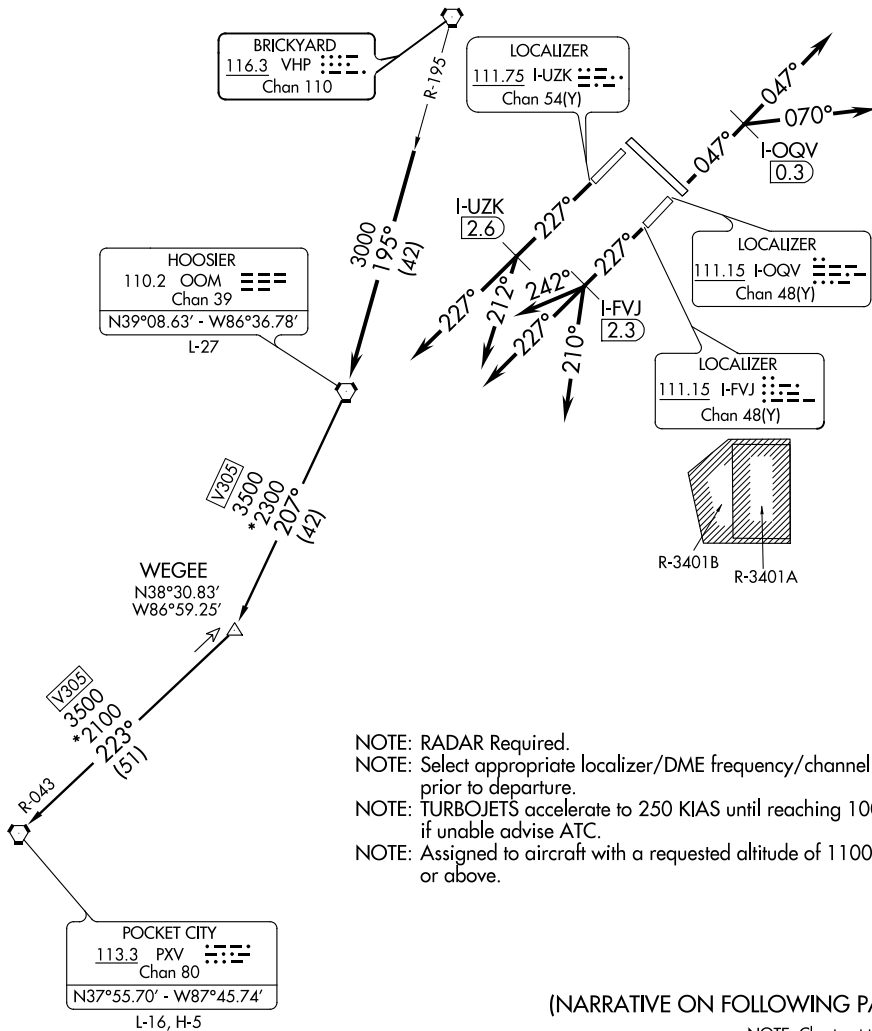 BRICKYARD
116.3 VHP
Chan 110
R-195
LOCALIZER
111.75 I-UZK
Chan 54(Y)
047°
070°
047°
I-OQV
0.3
I-UZK
2.6
227°
227°
212°
227°
242°
227°
210°
I-FVJ
2.3
LOCALIZER
111.15 I-OQV
Chan 48(Y)
LOCALIZER
111.15 I-FVJ
Chan 48(Y)
3000
195°
(42)
HOOSIER
110.2 OOM
Chan 39
N39°08.63' - W86°36.78'
L-27
V305
3500
*2300
207°
(42)
R-3401B
R-3401A
WEGEE
N38°30.83'
W86°59.25'
V305
3500
*2100
223°
(51)
R-043
NOTE: RADAR Required.
NOTE: Select appropriate localizer/DME frequency/channel
prior to departure.
NOTE: TURBOJETS accelerate to 250 KIAS until reaching 100
if unable advise ATC.
NOTE: Assigned to aircraft with a requested altitude of 1100
or above.
POCKET CITY
113.3 PXV
Chan 80
N37°55.70' - W87°45.74'
L-16, H-5
(NARRATIVE ON FOLLOWING PA